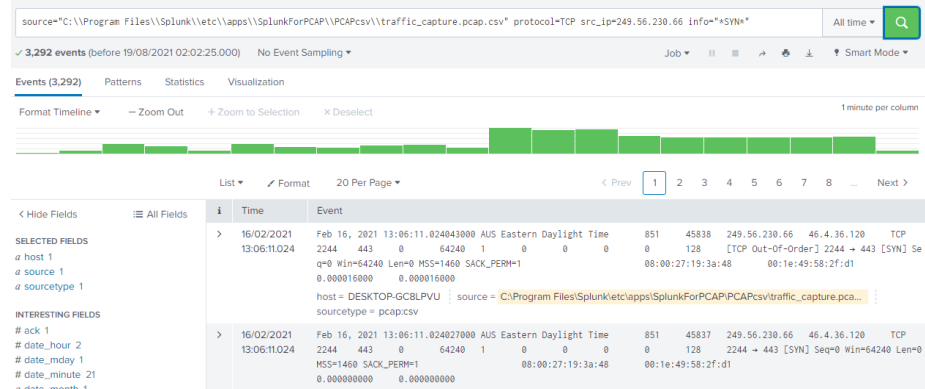 source="C:\\Program Files\\Splunk\\etc\\apps\\SplunkForPCAP\\PCAPcsv\\traffic_capture.pcap.csv" protocol=TCP src_ip=249.56.230.66 info="*SYN*"
All time ▾
✓ 3,292 events (before 19/08/2021 02:02:25.000) No Event Sampling ▾ Job ▾ Smart Mode ▾
Events (3,292) Patterns Statistics Visualization
Format Timeline ▾ — Zoom Out + Zoom to Selection × Deselect 1 minute per column
List ▾ Format 20 Per Page ▾ < Prev 1 2 3 4 5 6 7 8 ... Next >
< Hide Fields All Fields
SELECTED FIELDS
a host 1
a source 1
a sourcetype 1
INTERESTING FIELDS
# ack 1
# date_hour 2
# date_mday 1
# date_minute 21
a date_month 1
i Time Event
> 16/02/2021
13:06:11.024
Feb 16, 2021 13:06:11.024043000 AUS Eastern Daylight Time 851 45838 249.56.230.66 46.4.36.120 TCP
2244 443 0 64240 1 0 0 0 0 128 [TCP Out-Of-Order] 2244 → 443 [SYN] Se
q=0 Win=64240 Len=0 MSS=1460 SACK_PERM=1 08:00:27:19:3a:48 00:1e:49:58:2f:d1
0.000016000 0.000016000
host = DESKTOP-GC8LPVU source = C:\Program Files\Splunk\etc\apps\SplunkForPCAP\PCAPcsv\traffic_capture.pca...
sourcetype = pcap:csv
> 16/02/2021
13:06:11.024
Feb 16, 2021 13:06:11.024027000 AUS Eastern Daylight Time 851 45837 249.56.230.66 46.4.36.120 TCP
2244 443 0 64240 1 0 0 0 0 128 2244 → 443 [SYN] Seq=0 Win=64240 Len=0
MSS=1460 SACK_PERM=1 08:00:27:19:3a:48 00:1e:49:58:2f:d1
0.000000000 0.000000000